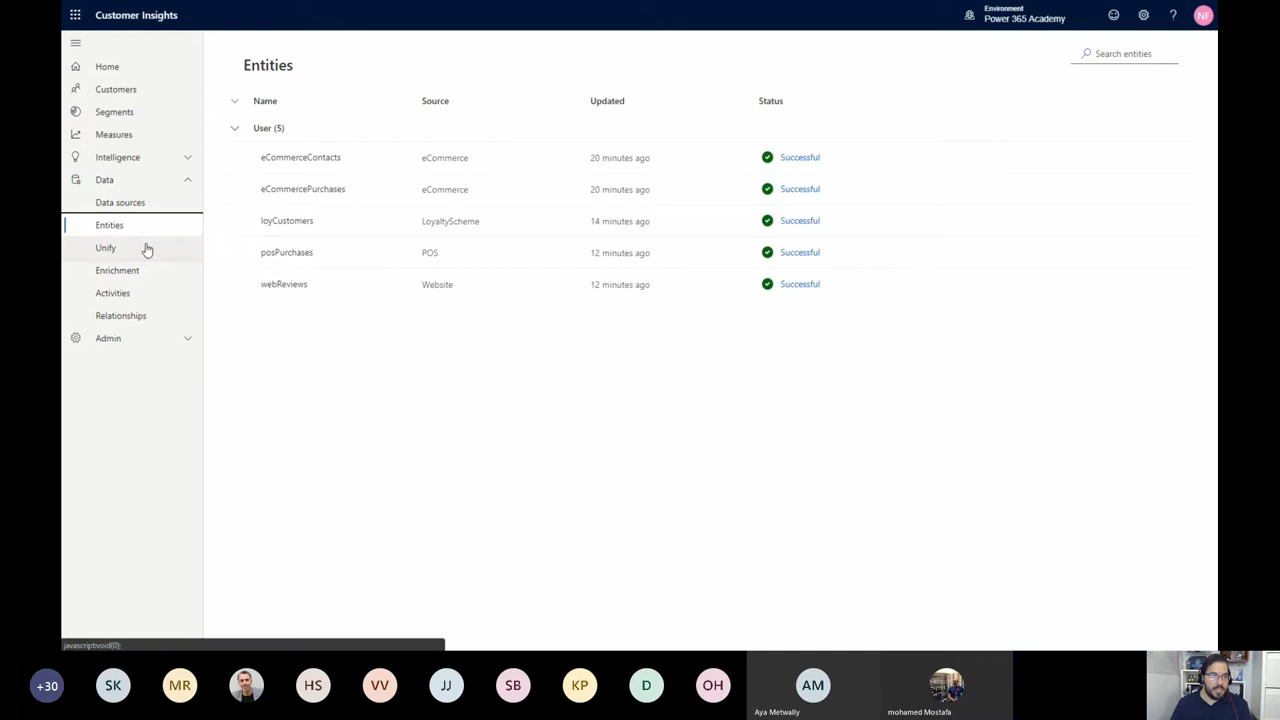 Customer Insights
Environment
Power 365 Academy
?
NF
Home
Customers
Segments
Measures
Intelligence
Data
Data sources
Entities
Unify
Enrichment
Activities
Relationships
Admin
Entities
Search entities
Name Source Updated Status
User (5)
eCommerceContacts eCommerce 20 minutes ago Successful
eCommercePurchases eCommerce 20 minutes ago Successful
loyCustomers LoyaltyScheme 14 minutes ago Successful
posPurchases POS 12 minutes ago Successful
webReviews Website 12 minutes ago Successful
javascript:void(0);
+30 SK MR HS VV JJ SB KP D OH AM
Aya Metwally mohamed Mostafa